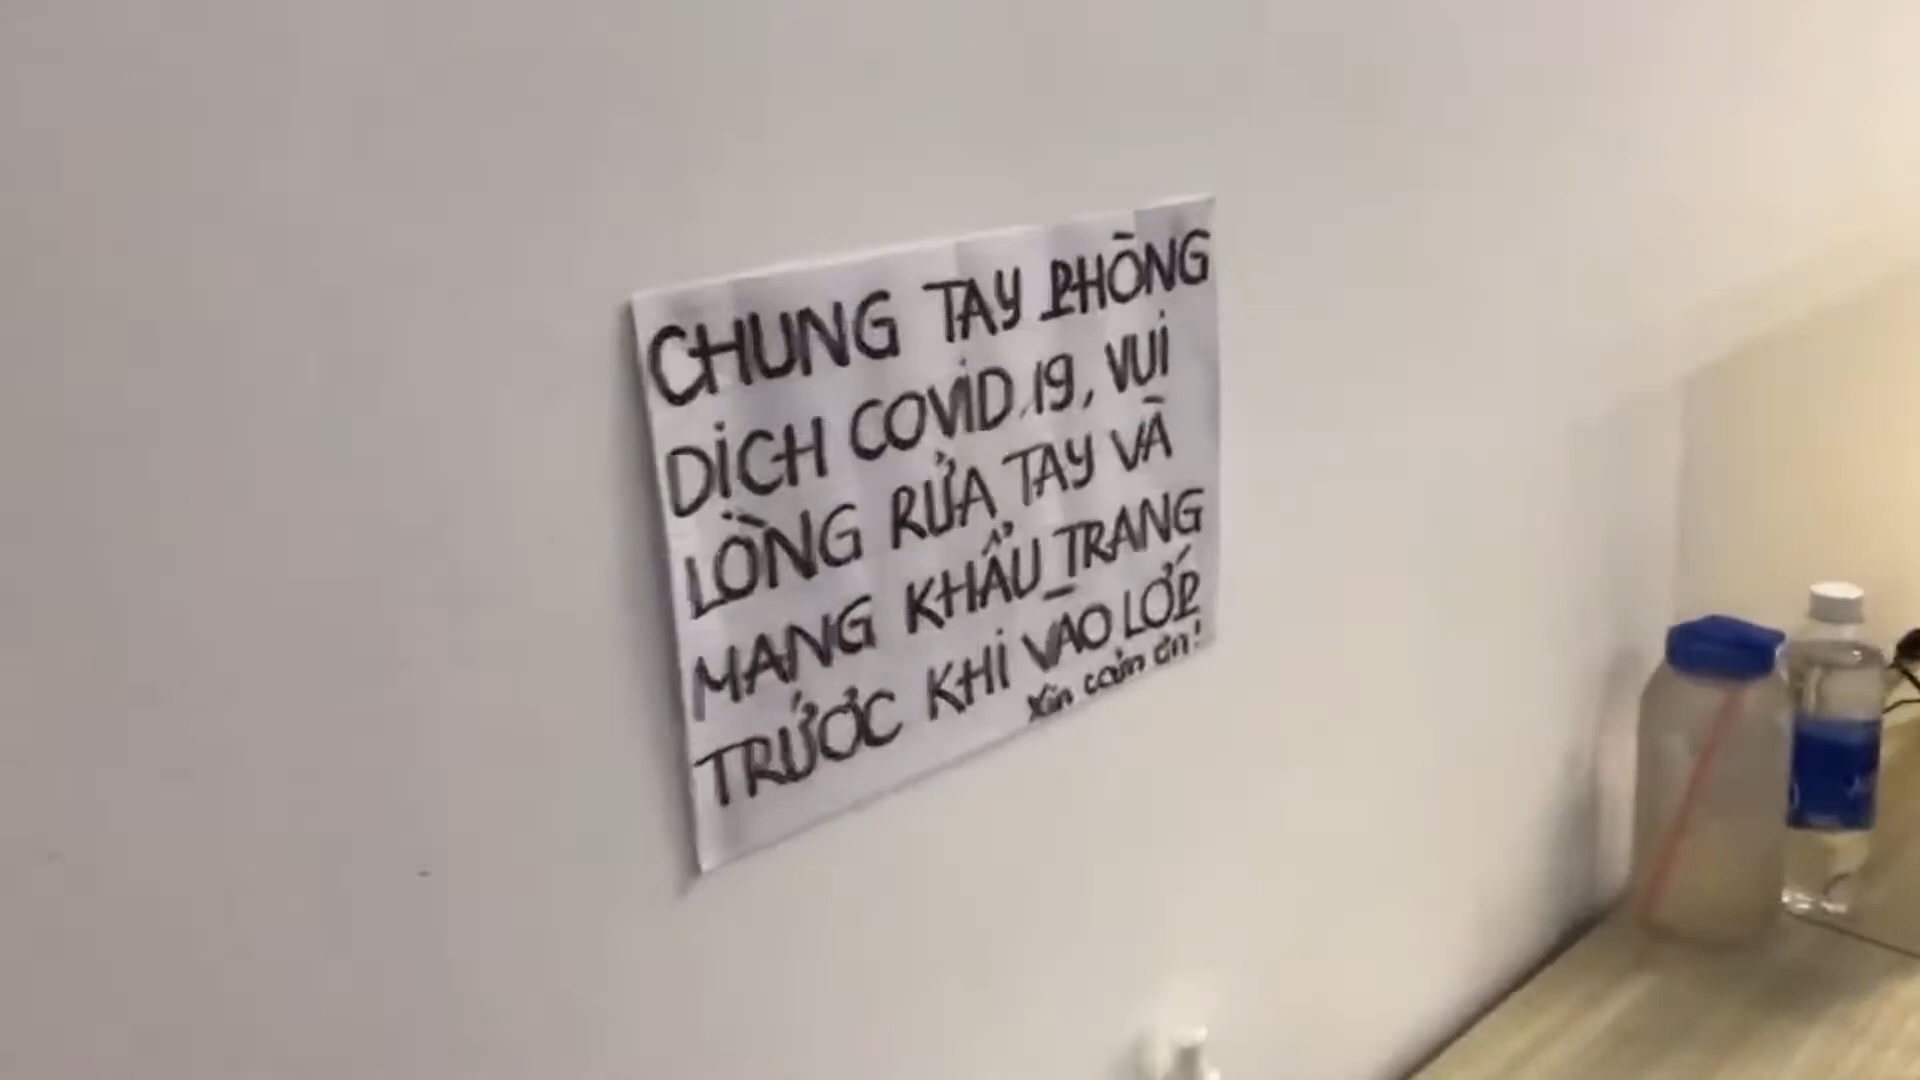 CHUNG TAY PHÒNG
DỊCH COVID.19, VUI
LÒNG RỬA TAY VÀ
MANG KHẨU TRANG
TRƯỚC KHI VÀO LỚP
Xin cảm ơn!